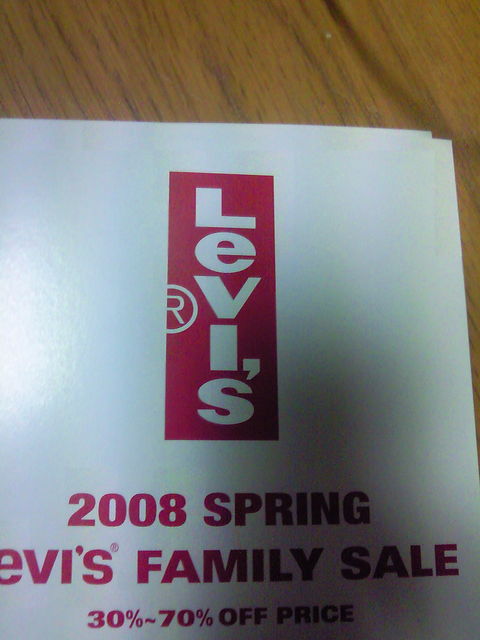 Levi's
®
2008 SPRING
evi's® FAMILY SALE
30%~70% OFF PRICE